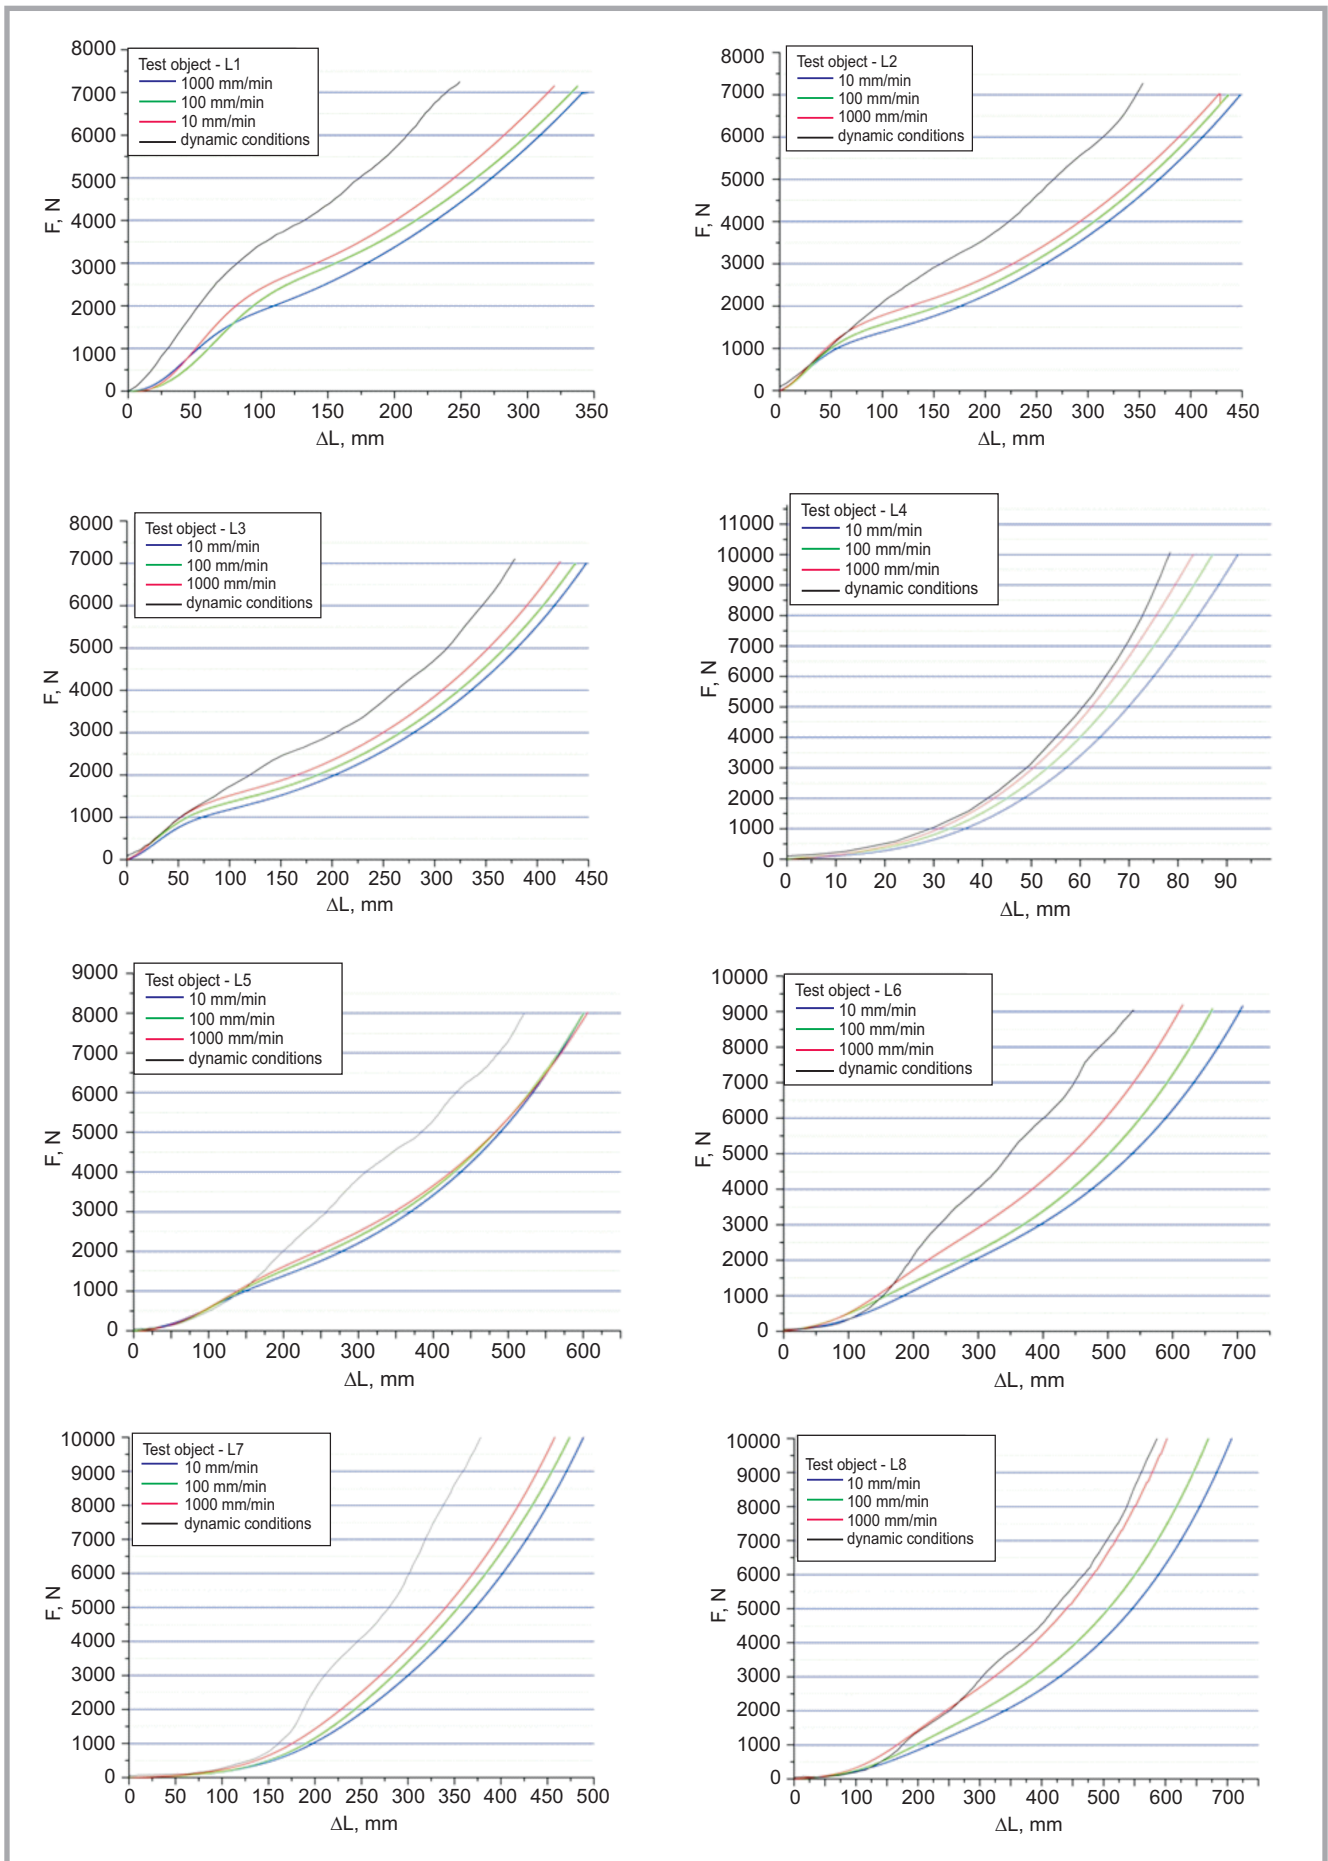 Test object - L1
1000 mm/min
100 mm/min
10 mm/min
dynamic conditions
8000
7000
6000
5000
4000
3000
2000
1000
0
F, N
0 50 100 150 200 250 300 350
ΔL, mm
Test object - L2
10 mm/min
100 mm/min
1000 mm/min
dynamic conditions
8000
7000
6000
5000
4000
3000
2000
1000
0
F, N
0 50 100 150 200 250 300 350 400 450
ΔL, mm
Test object - L3
10 mm/min
100 mm/min
1000 mm/min
dynamic conditions
8000
7000
6000
5000
4000
3000
2000
1000
0
F, N
0 50 100 150 200 250 300 350 400 450
ΔL, mm
Test object - L4
10 mm/min
100 mm/min
1000 mm/min
dynamic conditions
11000
10000
9000
8000
7000
6000
5000
4000
3000
2000
1000
0
F, N
0 10 20 30 40 50 60 70 80 90
ΔL, mm
Test object - L5
10 mm/min
100 mm/min
1000 mm/min
dynamic conditions
9000
8000
7000
6000
5000
4000
3000
2000
1000
0
F, N
0 100 200 300 400 500 600
ΔL, mm
Test object - L6
10 mm/min
100 mm/min
1000 mm/min
dynamic conditions
10000
9000
8000
7000
6000
5000
4000
3000
2000
1000
0
F, N
0 100 200 300 400 500 600 700
ΔL, mm
Test object - L7
10 mm/min
100 mm/min
1000 mm/min
dynamic conditions
10000
9000
8000
7000
6000
5000
4000
3000
2000
1000
0
F, N
0 50 100 150 200 250 300 350 400 450 500
ΔL, mm
Test object - L8
10 mm/min
100 mm/min
1000 mm/min
dynamic conditions
10000
9000
8000
7000
6000
5000
4000
3000
2000
1000
0
F, N
0 100 200 300 400 500 600 700
ΔL, mm